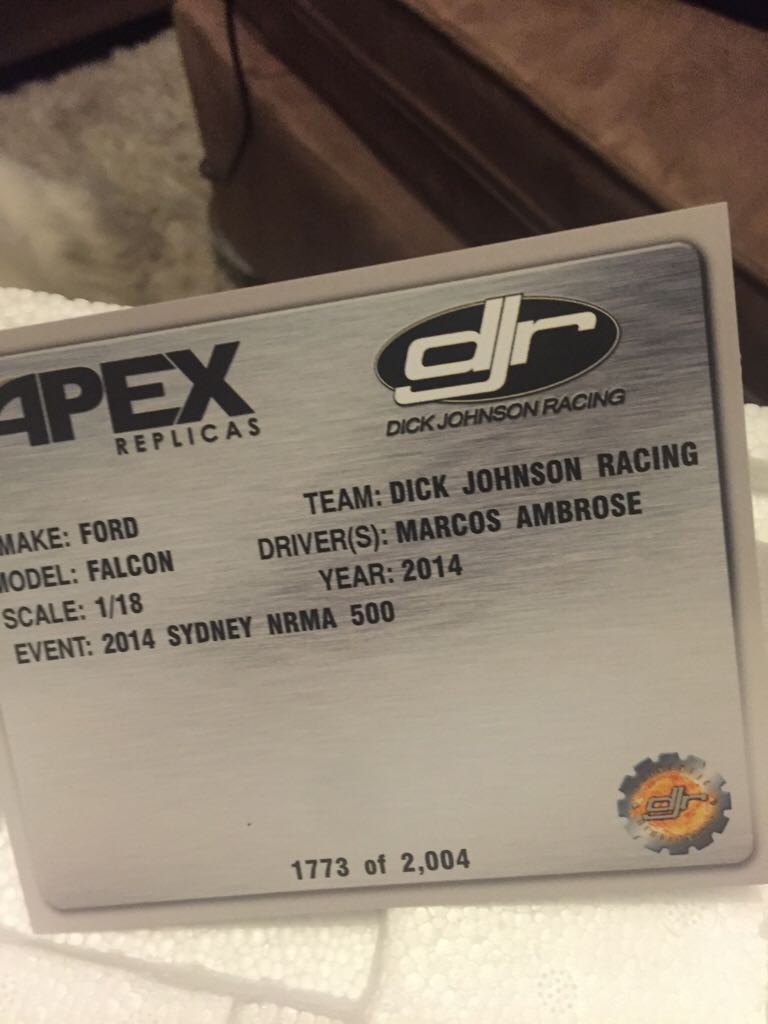 APEX
REPLICAS
djr
DICK JOHNSON RACING
MAKE: FORD
MODEL: FALCON
SCALE: 1/18
EVENT: 2014 SYDNEY NRMA 500
TEAM: DICK JOHNSON RACING
DRIVER(S): MARCOS AMBROSE
YEAR: 2014
djr
1773 of 2,004